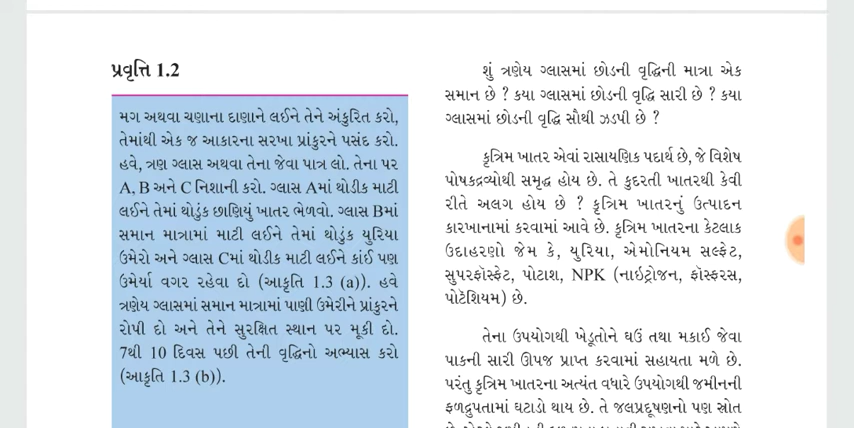 પ્રવૃત્તિ 1.2
મગ અથવા ચણાના દાણાને લઈને તેને અંકુરિત કરો,
તેમાંથી એક જ આકારના સરખા પ્રાંકુરને પસંદ કરો.
હવે, ત્રણ ગ્લાસ અથવા તેના જેવા પાત્ર લો. તેના પર
A, B અને C નિશાની કરો. ગ્લાસ Aમાં થોડીક માટી
લઈને તેમાં થોડુંક છાણિયું ખાતર ભેળવો. ગ્લાસ Bમાં
સમાન માત્રામાં માટી લઈને તેમાં થોડુંક યુરિયા
ઉમેરો અને ગ્લાસ Cમાં થોડીક માટી લઈને કાંઈ પણ
ઉમેર્યા વગર રહેવા દો (આકૃતિ 1.3 (a)). હવે
ત્રણેય ગ્લાસમાં સમાન માત્રામાં પાણી ઉમેરીને પ્રાંકુરને
રોપી દો અને તેને સુરક્ષિત સ્થાન પર મૂકી દો.
7થી 10 દિવસ પછી તેની વૃદ્ધિનો અભ્યાસ કરો
(આકૃતિ 1.3 (b)).
શું ત્રણેય ગ્લાસમાં છોડની વૃદ્ધિની માત્રા એક
સમાન છે ? કયા ગ્લાસમાં છોડની વૃદ્ધિ સારી છે ? કયા
ગ્લાસમાં છોડની વૃદ્ધિ સૌથી ઝડપી છે ?
કૃત્રિમ ખાતર એવાં રાસાયણિક પદાર્થ છે, જે વિશેષ
પોષકદ્રવ્યોથી સમૃદ્ધ હોય છે. તે કુદરતી ખાતરથી કેવી
રીતે અલગ હોય છે ? કૃત્રિમ ખાતરનું ઉત્પાદન
કારખાનામાં કરવામાં આવે છે. કૃત્રિમ ખાતરના કેટલાક
ઉદાહરણો જેમ કે, યુરિયા, એમોનિયમ સલ્ફેટ,
સુપરફૉસ્ફેટ, પોટાશ, NPK (નાઇટ્રોજન, ફૉસ્ફરસ,
પોટૅશિયમ) છે.
તેના ઉપયોગથી ખેડૂતોને ઘઉં તથા મકાઈ જેવા
પાકની સારી ઊપજ પ્રાપ્ત કરવામાં સહાયતા મળે છે.
પરંતુ કૃત્રિમ ખાતરના અત્યંત વધારે ઉપયોગથી જમીનની
ફળદ્રુપતામાં ઘટાડો થાય છે. તે જલપ્રદૂષણનો પણ સ્રોત